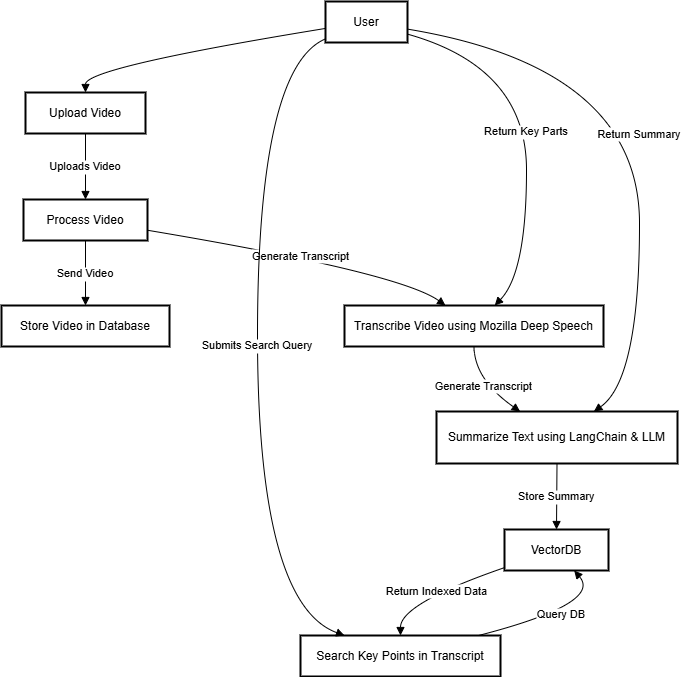 User
Upload Video
Return Key Parts
Return Summary
Uploads Video
Process Video
Generate Transcript
Send Video
Store Video in Database
Transcribe Video using Mozilla Deep Speech
Submits Search Query
Generate Transcript
Summarize Text using LangChain & LLM
Store Summary
VectorDB
Return Indexed Data
Query DB
Search Key Points in Transcript